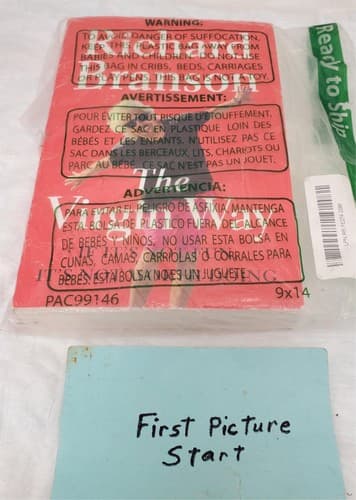 WARNING:
TO AVOID DANGER OF SUFFOCATION,
KEEP THIS PLASTIC BAG AWAY FROM
BABIES AND CHILDREN. DO NOT USE
THIS BAG IN CRIBS, BEDS, CARRIAGES
OR PLAYPENS. THIS BAG IS NOT A TOY.
AVERTISSEMENT:
POUR ÉVITER TOUT RISQUE D'ÉTOUFFEMENT,
GARDEZ CE SAC EN PLASTIQUE LOIN DES
BÉBÉS ET LES ENFANTS. N'UTILISEZ PAS CE
SAC DANS LES BERCEAUX, LITS, CHARIOTS OU
PARC AU BÉBÉ. CE SAC N'EST PAS UN JOUET.
ADVERTENCIA:
The
Virgin Way
PARA EVITAR EL PELIGRO DE ASFIXIA, MANTENGA
ESTA BOLSA DE PLASTICO FUERA DEL ALCANCE
DE BEBES Y NIÑOS. NO USAR ESTA BOLSA EN
CUNAS, CAMAS, CARRIOLAS O CORRALES PARA
BEBES. ESTA BOLSA NO ES UN JUGUETE.
PAC99146
9x14
Ready to Ship
First Picture
Start